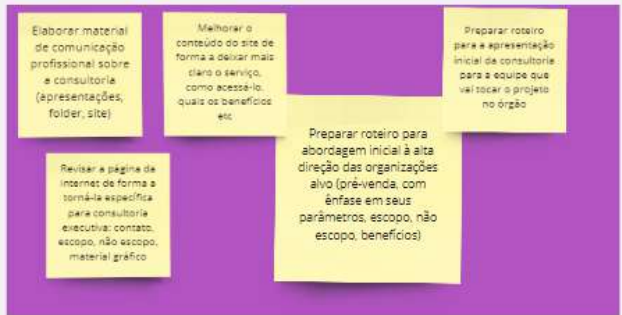 Elaborar material
de comunicação
profissional sobre
a consultoria
(apresentações,
folder, site)
Melhorar o
conteúdo do site de
forma a deixar mais
claro o serviço,
como acessá-lo,
quais os benefícios
etc
Preparar roteiro
para a apresentação
inicial da consultoria
para a equipe que
vai tocar o projeto
no órgão
Revisar a página da
internet de forma a
torná-la específica
para consultoria
executiva: contato,
escopo, não escopo,
material gráfico
Preparar roteiro para
abordagem inicial à alta
direção das organizações
alvo (pré-venda, com
ênfase em seus
parâmetros, escopo, não
escopo, benefícios)